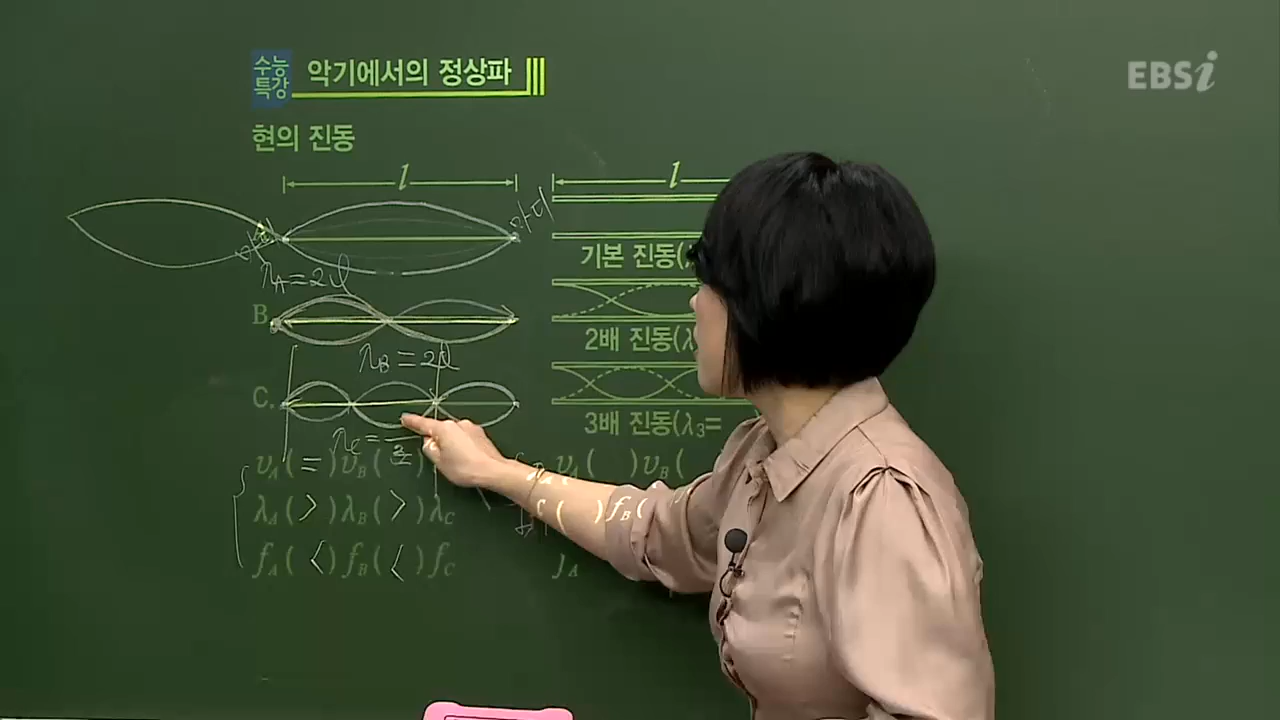 수능
특강
악기에서의 정상파
EBSi
현의 진동
l
l
마디
λA=2l
기본 진동(
B
2배 진동(λ
λB=2l
C
3배 진동(λ3=
λC=
3
vA(=)vB(=)
vA( )vB(
λA(>)λB(>)λC
( )fB(
fA(<)fB(<)fC